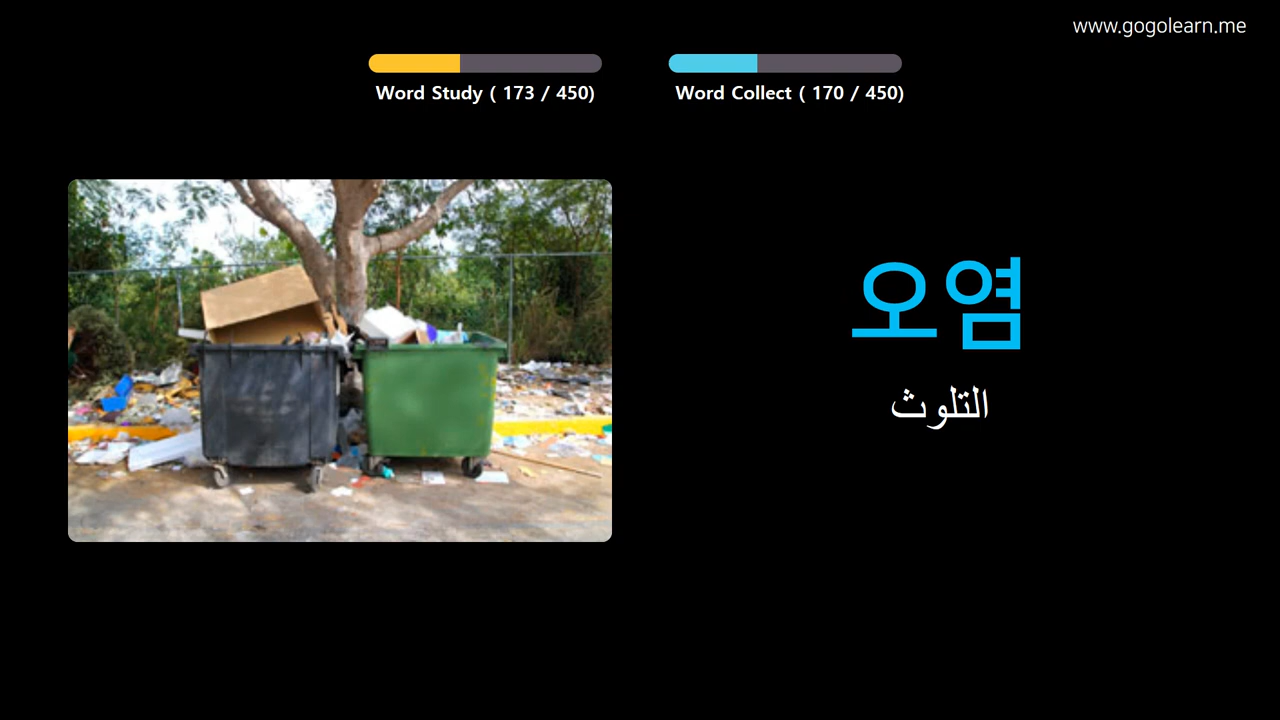 www.gogolearn.me
Word Study ( 173 / 450)
Word Collect ( 170 / 450)
오염
التلوث